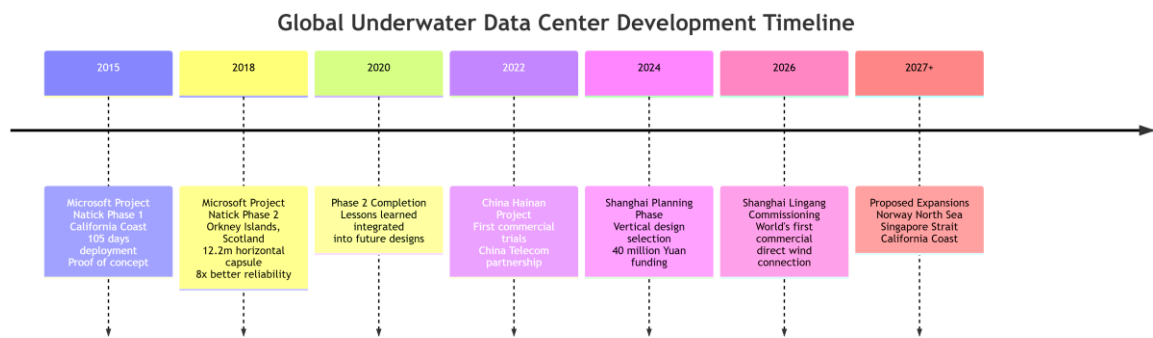 Global Underwater Data Center Development Timeline
2015
2018
2020
2022
2024
2026
2027+
Microsoft Project
Natick Phase 1
California Coast
105 days
deployment
Proof of concept
Microsoft Project
Natick Phase 2
Orkney Islands,
Scotland
12.2m horizontal
capsule
8x better reliability
Phase 2 Completion
Lessons learned
integrated
into future designs
China Hainan
Project
First commercial
trials
China Telecom
partnership
Shanghai Planning
Phase
Vertical design
selection
40 million Yuan
funding
Shanghai Lingang
Commissioning
World's first
commercial
direct wind
connection
Proposed Expansions
Norway North Sea
Singapore Strait
California Coast